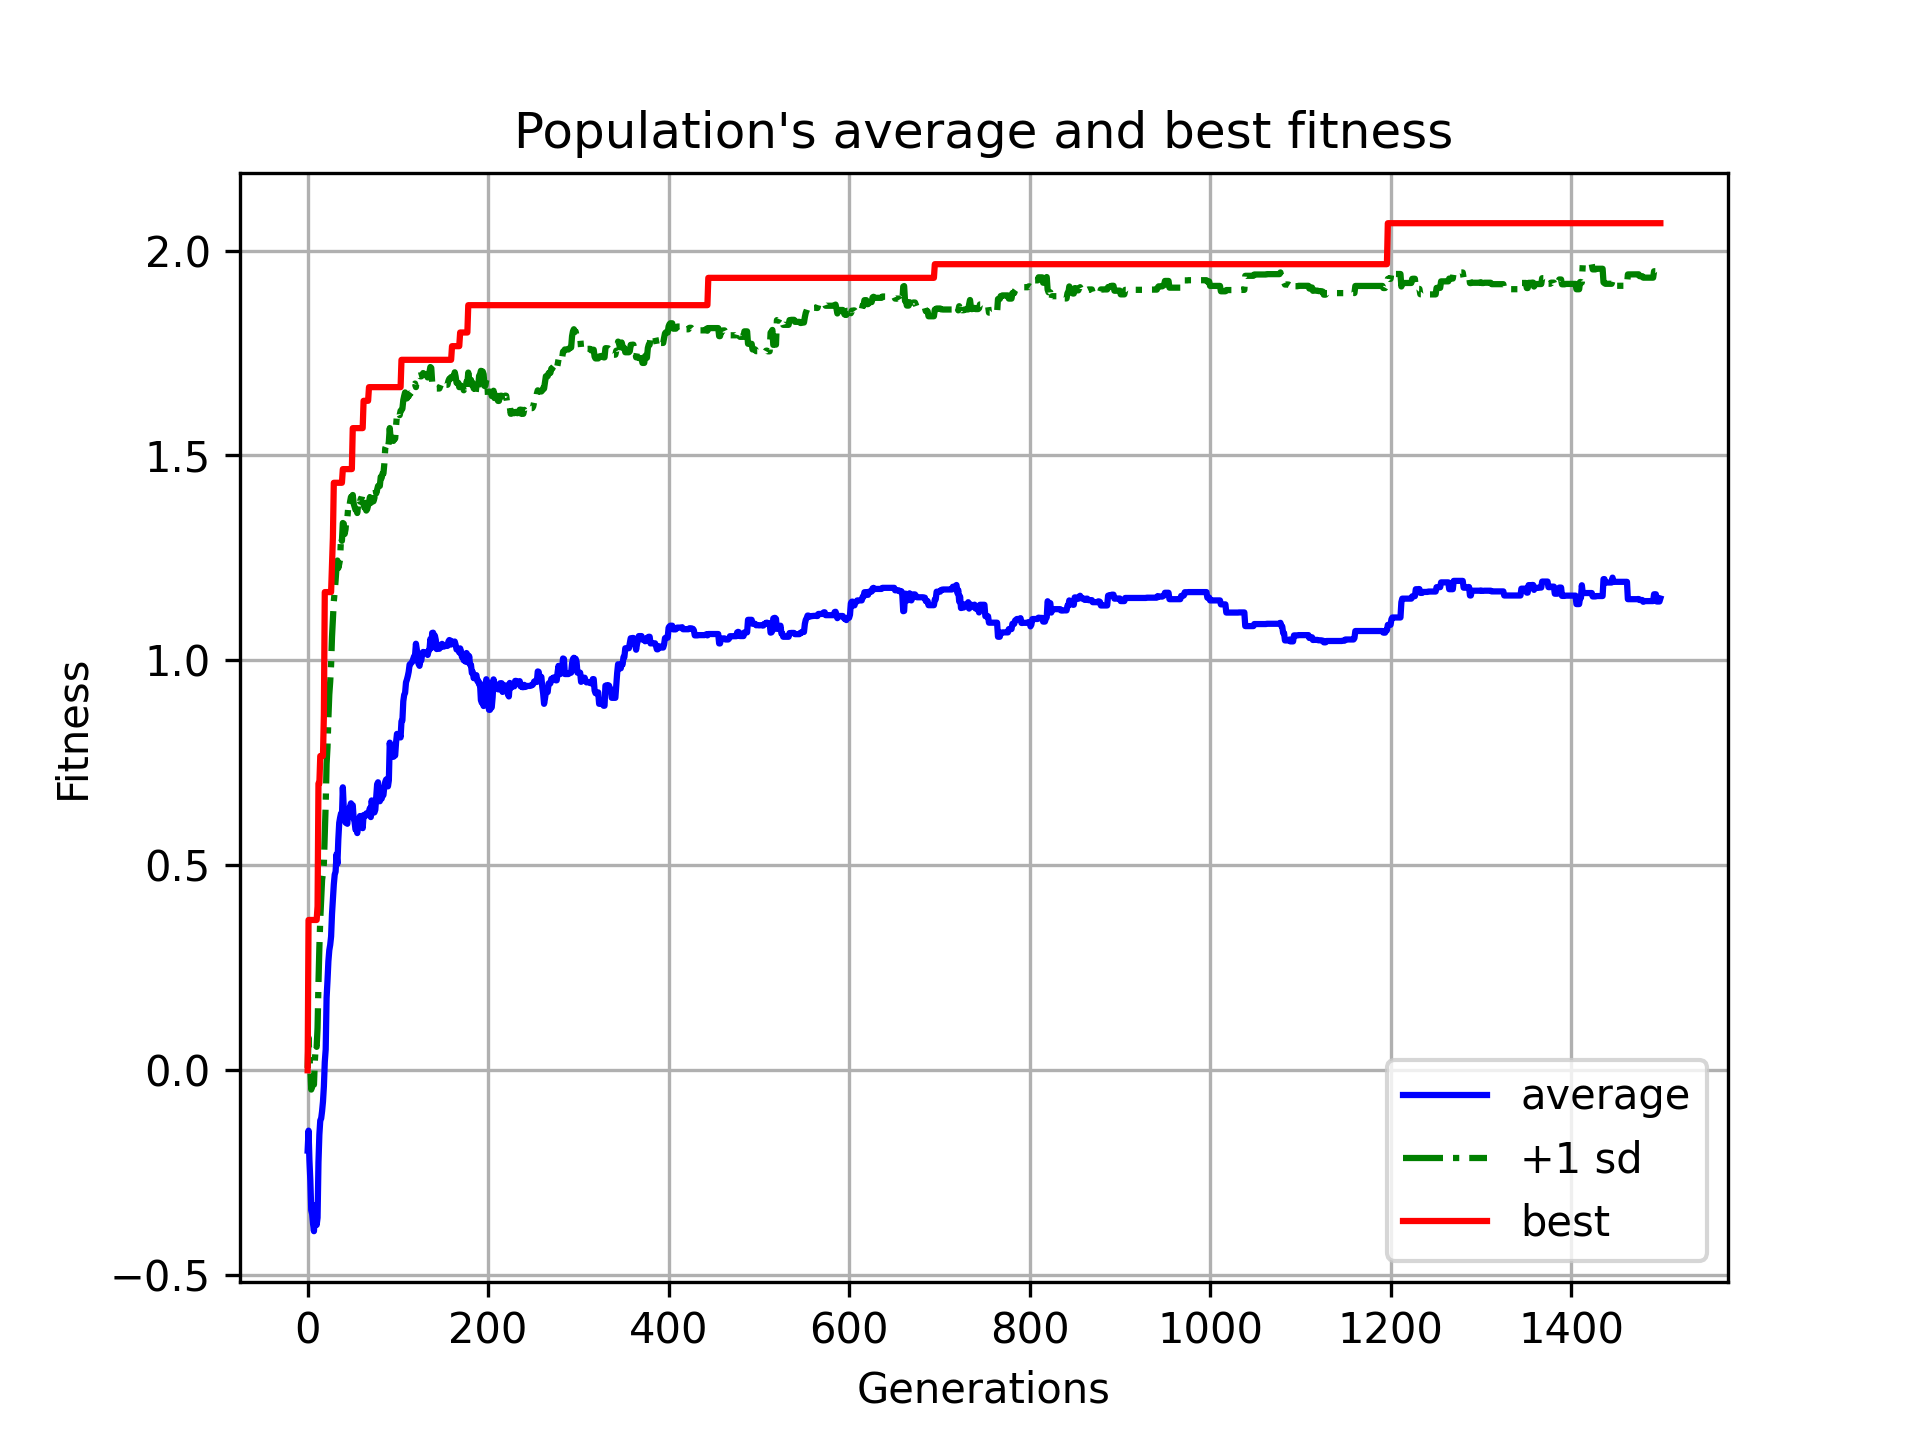 Population's average and best fitness
2.0
1.5
1.0
0.5
0.0
−0.5
Fitness
average
+1 sd
best
0 200 400 600 800 1000 1200 1400
Generations